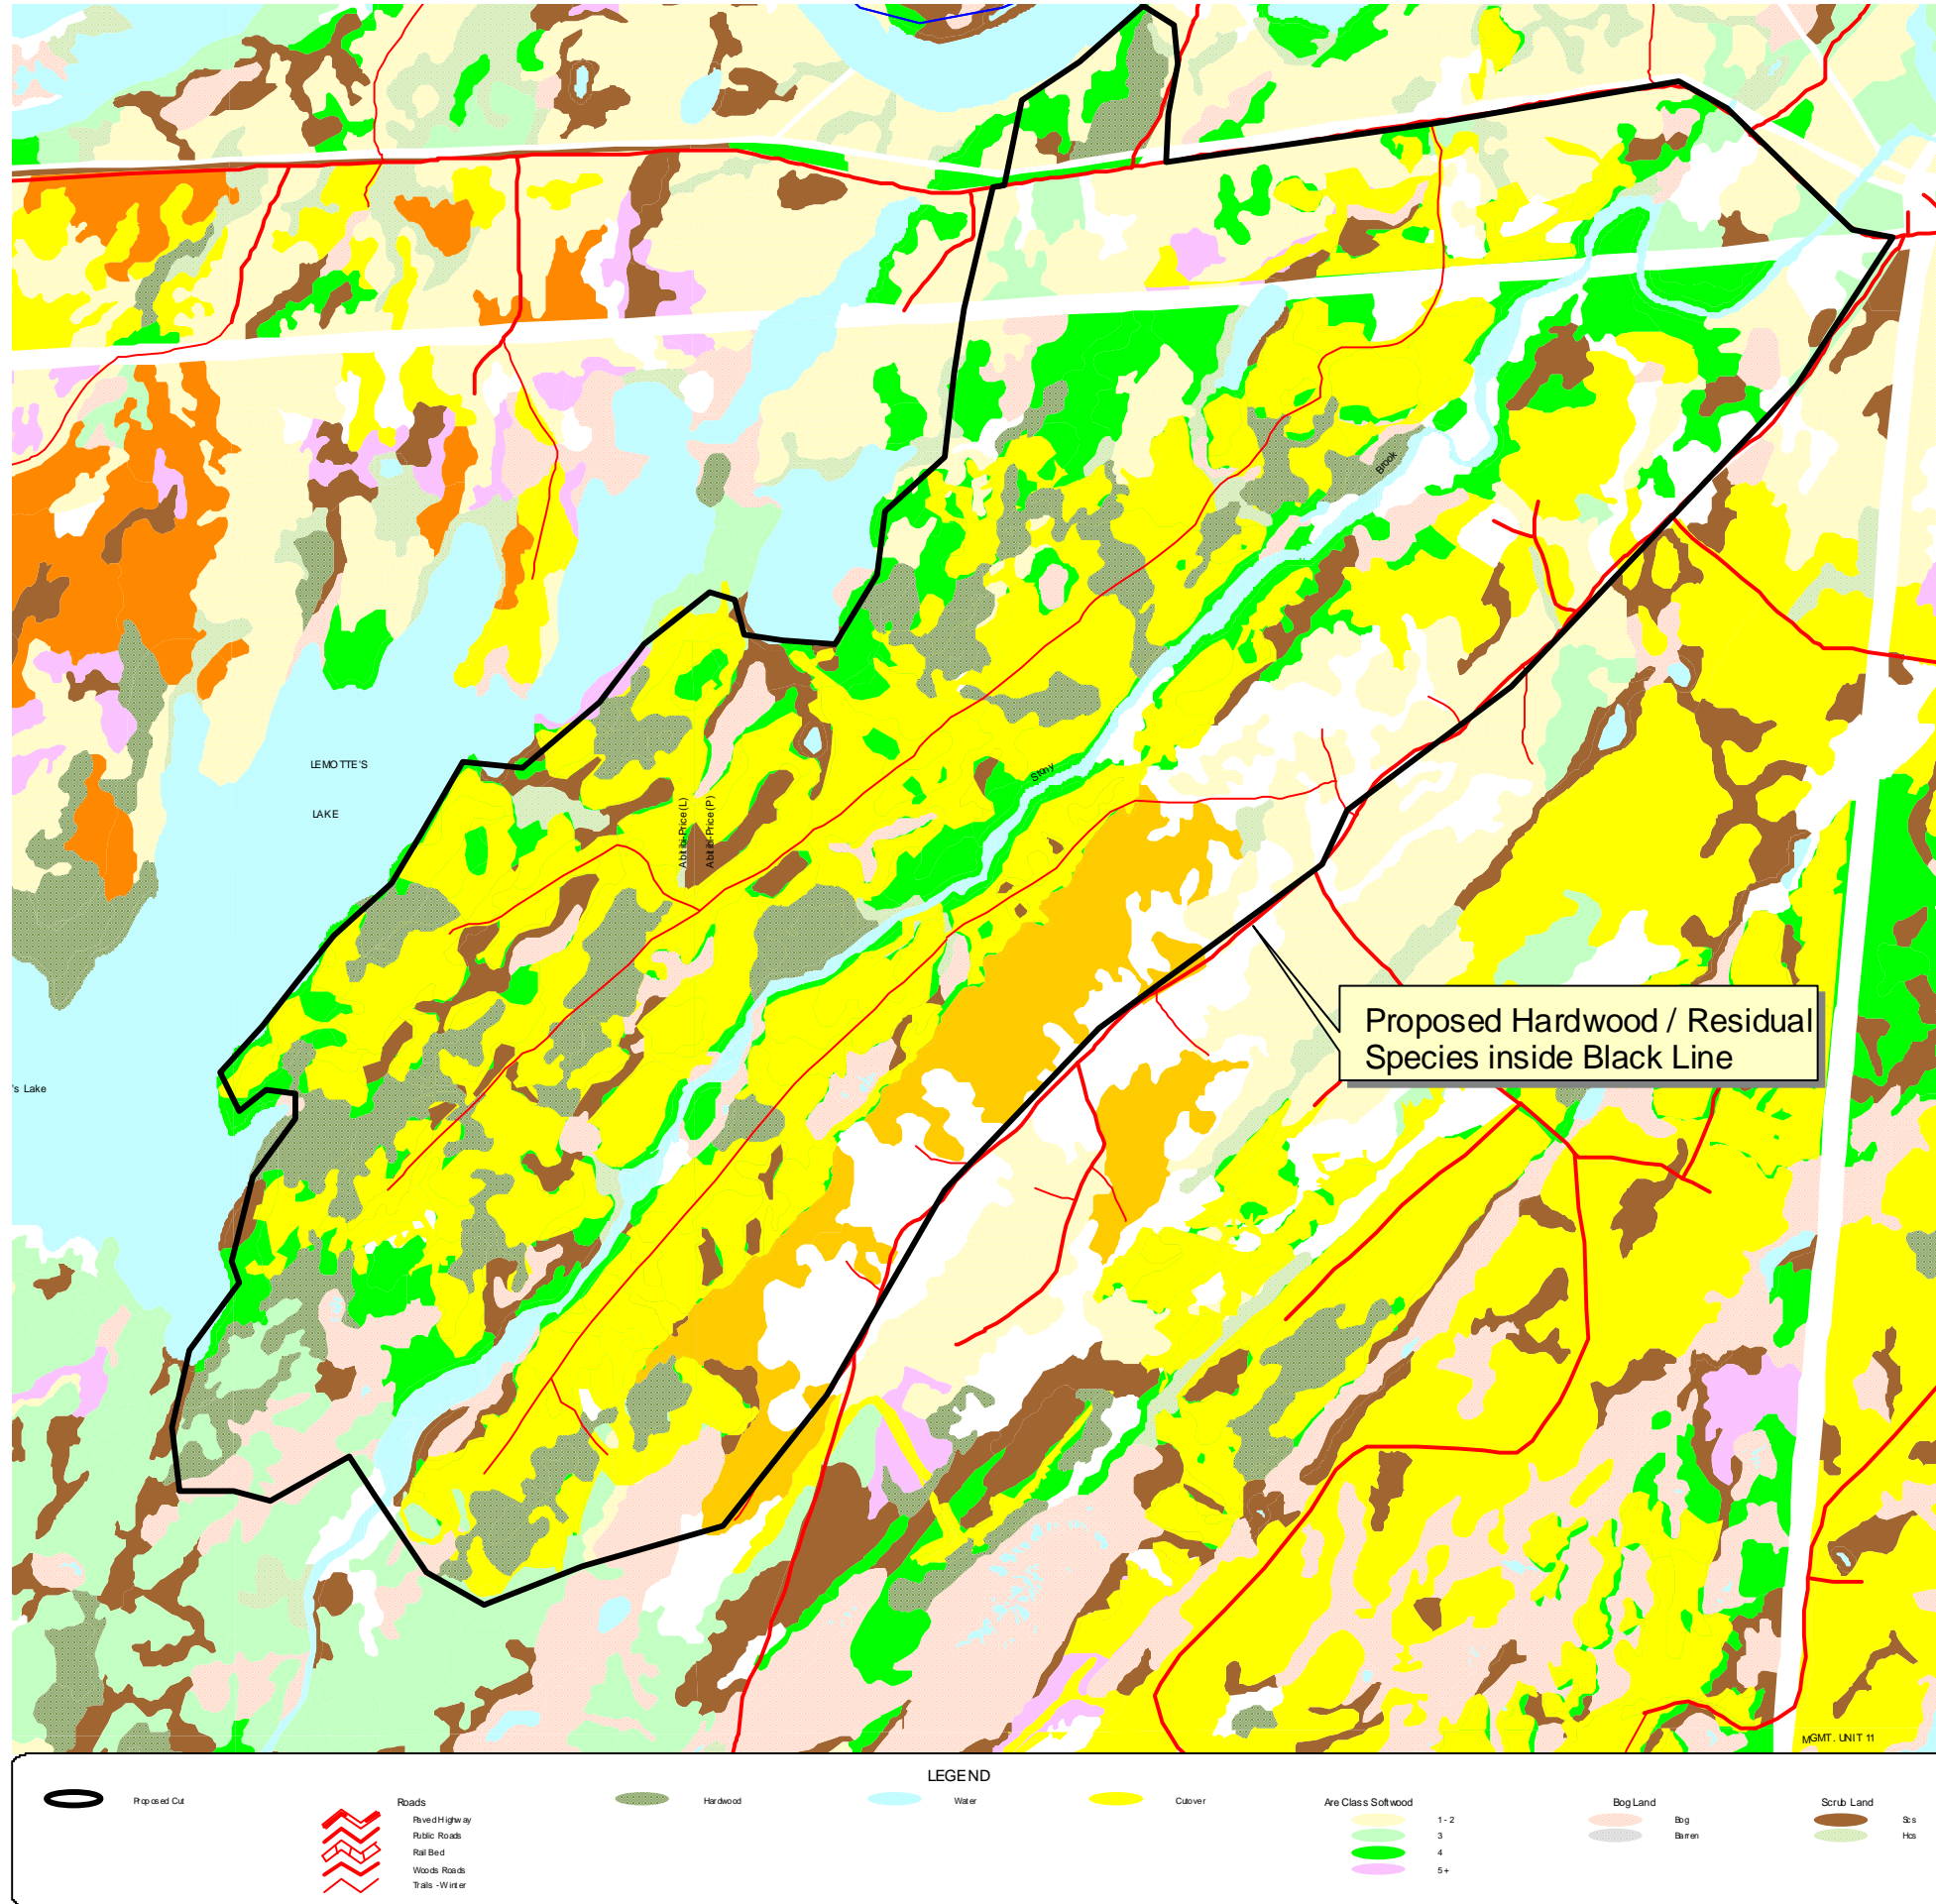 Brook
Stony
LEMOTTE'S
LAKE
Abitibi-Price (L)
Abitibi-Price (P)
's Lake
Proposed Hardwood / Residual
Species inside Black Line
MGMT. UNIT 11
LEGEND
Proposed Cut
Roads
Paved Highway
Public Roads
Rail Bed
Woods Roads
Trails - Winter
Hardwood
Water
Cutover
Are Class Softwood
1 - 2
3
4
5+
Bog Land
Bog
Barren
Scrub Land
Scs
Hcs